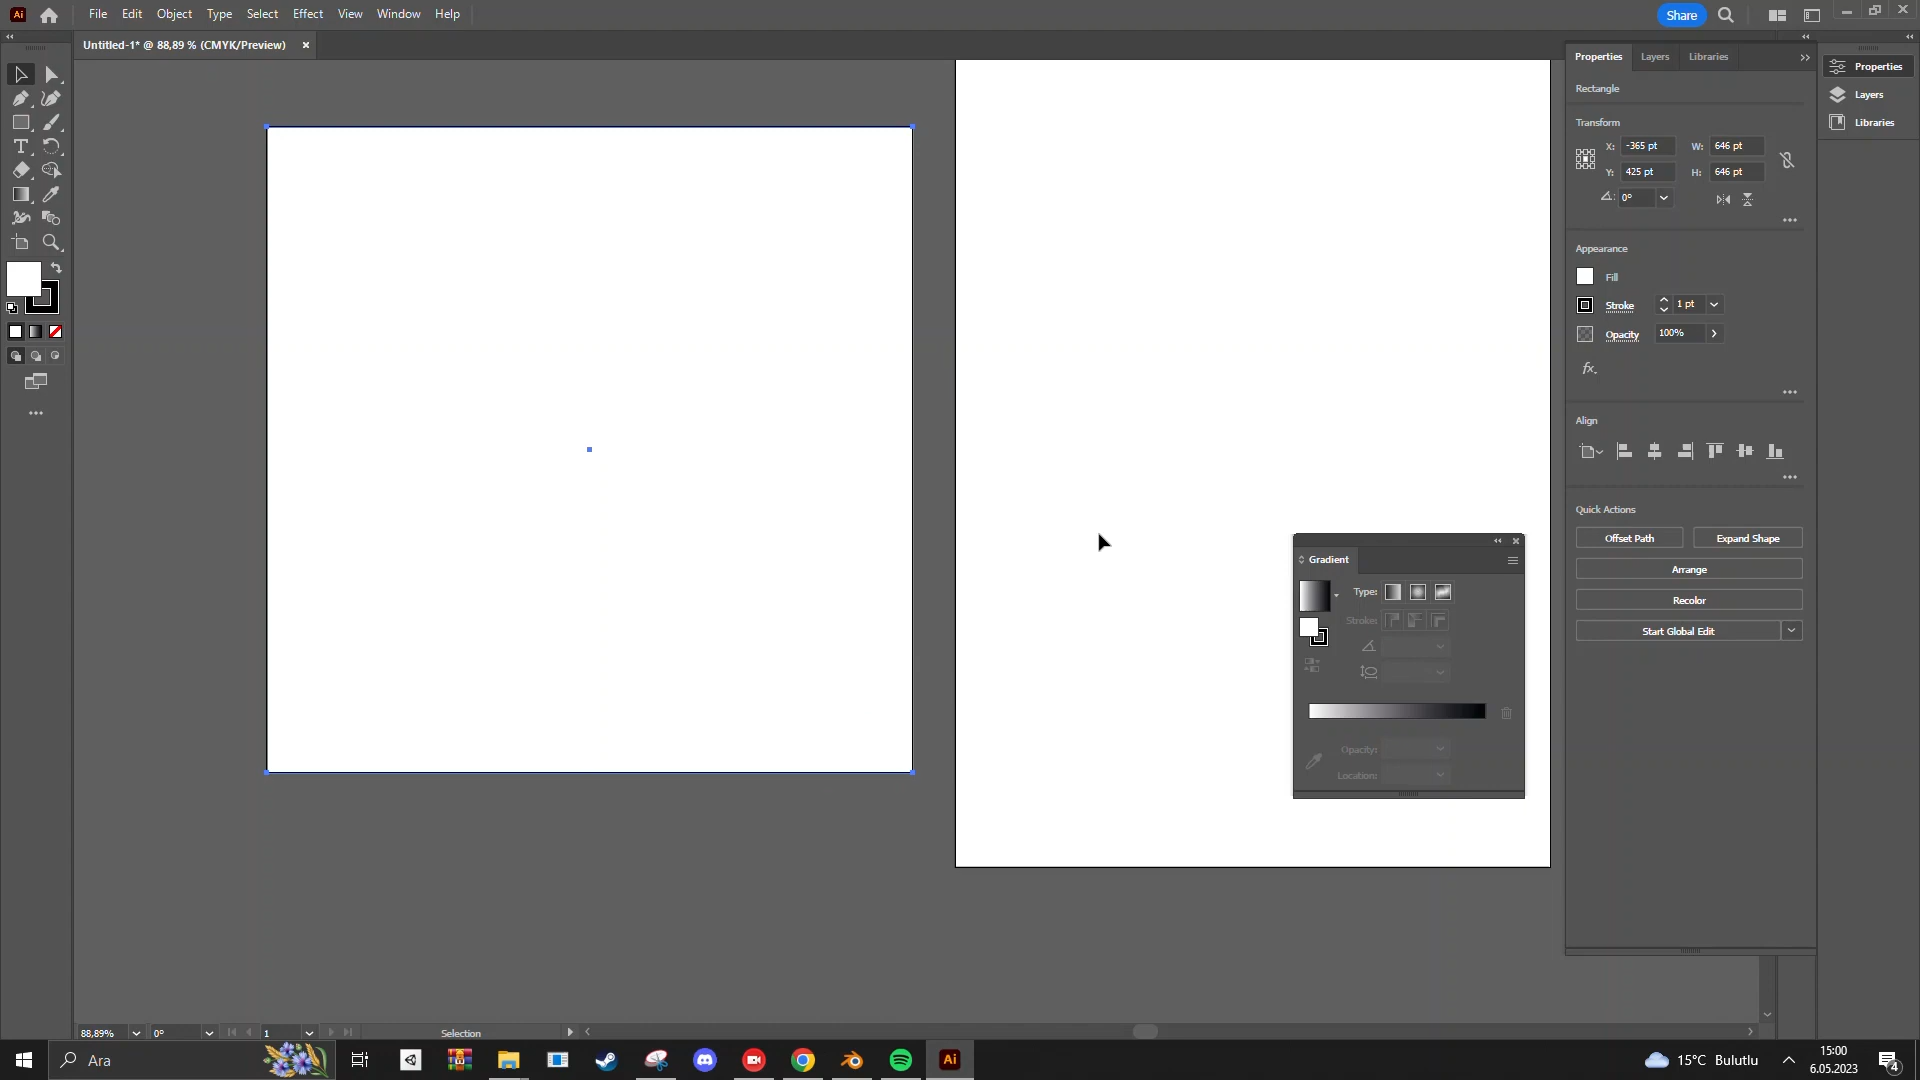 Ai File Edit Object Type Select Effect View Window Help Share
Untitled-1* @ 88,89 % (CMYK/Preview)
Properties Layers Libraries
Properties
Layers
Libraries
Rectangle
Transform
X: -365 pt W: 646 pt
Y: 425 pt H: 646 pt
0°
Appearance
Fill
Stroke 1 pt
Opacity 100%
fx.
Align
Quick Actions
Offset Path Expand Shape
Arrange
Recolor
Start Global Edit
Gradient
Type:
Stroke:
Opacity:
Location:
88,89% 0° 1 Selection
Ara
Ai
15°C Bulutlu
15:00
6.05.2023
4